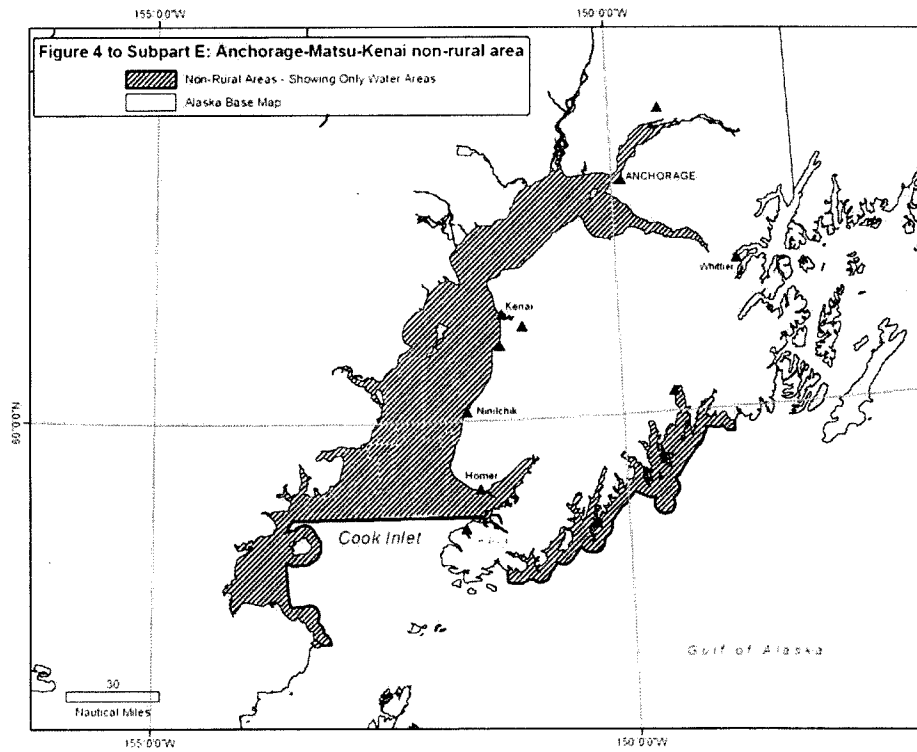 155°0'0"W
150°0'0"W
Figure 4 to Subpart E: Anchorage-Matsu-Kenai non-rural area
Non-Rural Areas - Showing Only Water Areas
Alaska Base Map
ANCHORAGE
Whittier
Kenai
Ninilchik
60°0'0"N
Homer
Cook Inlet
Gulf of Alaska
30
Nautical Miles
155°0'0"W
150°0'0"W